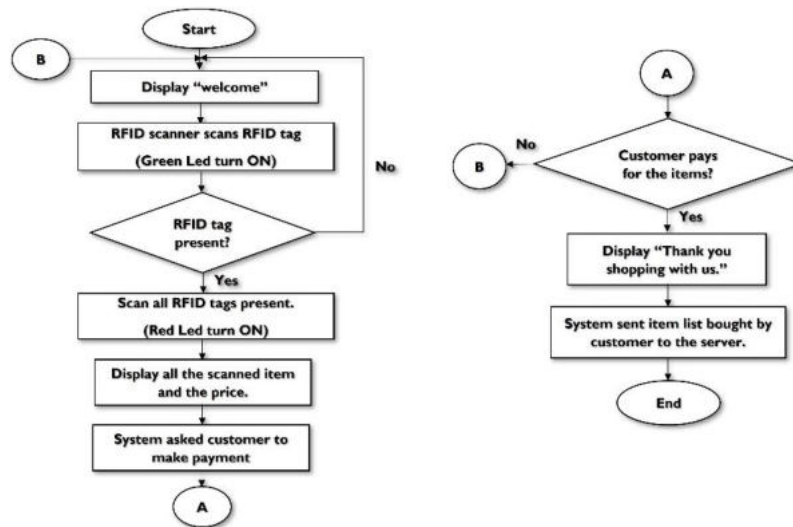 Start
B
Display “welcome”
RFID scanner scans RFID tag
(Green Led turn ON)
No
RFID tag
present?
Yes
Scan all RFID tags present.
(Red Led turn ON)
Display all the scanned item
and the price.
System asked customer to
make payment
A
A
No
B
Customer pays
for the items?
Yes
Display “Thank you
shopping with us.”
System sent item list bought by
customer to the server.
End